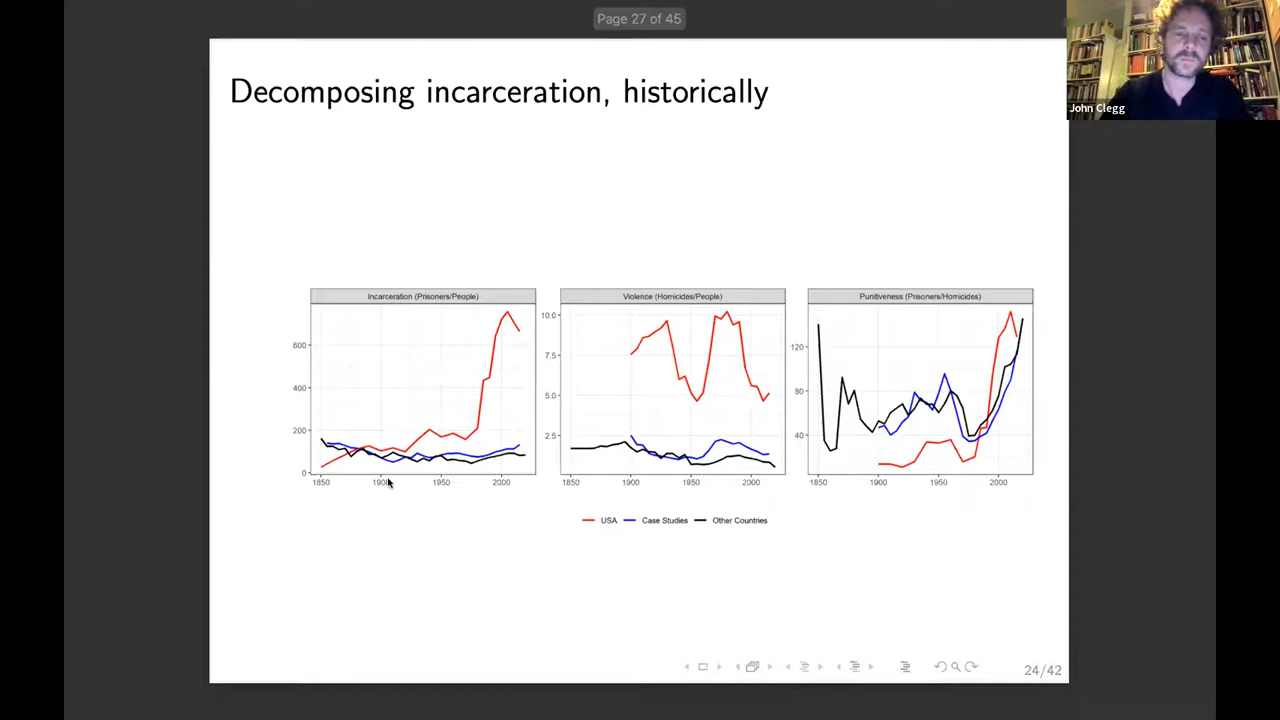 Page 27 of 45
John Clegg
Decomposing incarceration, historically
Incarceration (Prisoners/People)
600
400
200
0
1850
1900
1950
2000
Violence (Homicides/People)
10.0
7.5
5.0
2.5
1850
1900
1950
2000
Punitiveness (Prisoners/Homicides)
120
80
40
1850
1900
1950
2000
USA
Case Studies
Other Countries
24/42